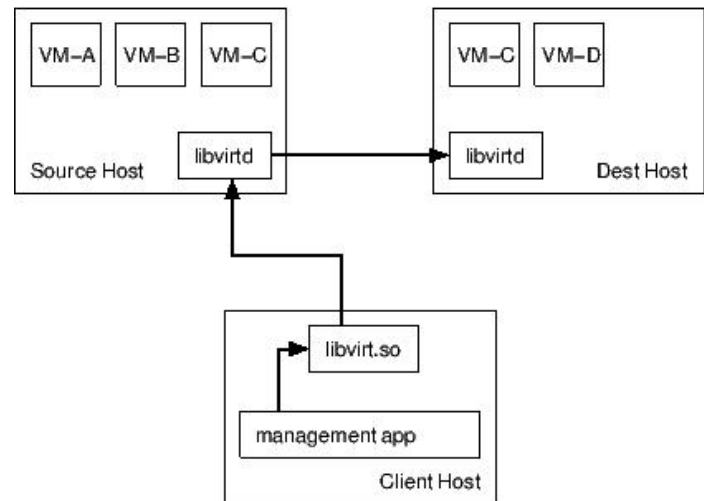 VM-A
VM-B
VM-C
libvirtd
Source Host
VM-C
VM-D
libvirtd
Dest Host
libvirt.so
management app
Client Host